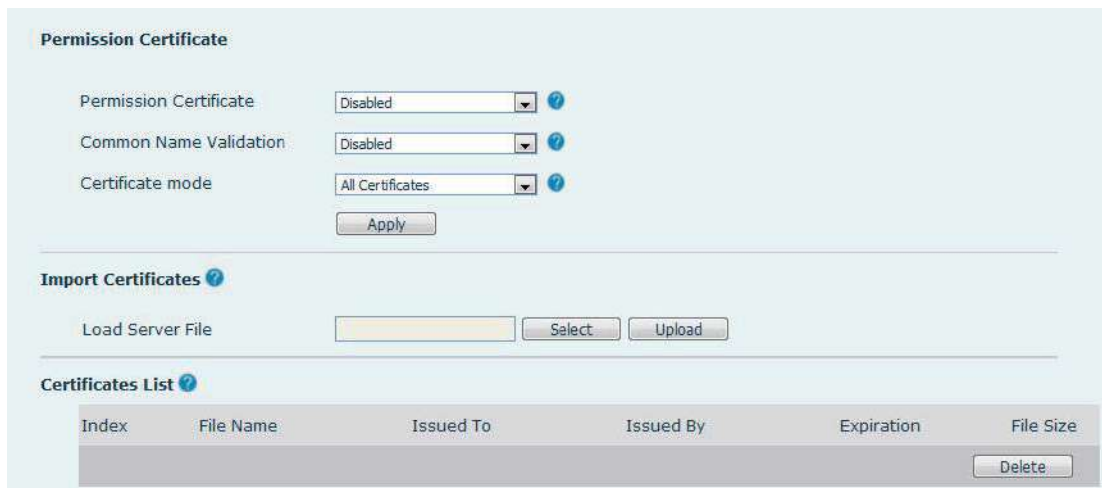 Permission Certificate
Permission Certificate Disabled ?
Common Name Validation Disabled ?
Certificate mode All Certificates ?
Apply
Import Certificates ?
Load Server File Select Upload
Certificates List ?
Index File Name Issued To Issued By Expiration File Size
Delete